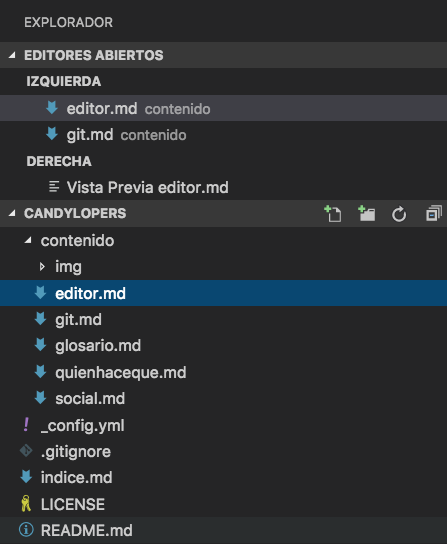 EXPLORADOR
EDITORES ABIERTOS
IZQUIERDA
editor.md contenido
git.md contenido
DERECHA
Vista Previa editor.md
CANDYLOPERS
contenido
img
editor.md
git.md
glosario.md
quienhaceque.md
social.md
_config.yml
.gitignore
indice.md
LICENSE
README.md